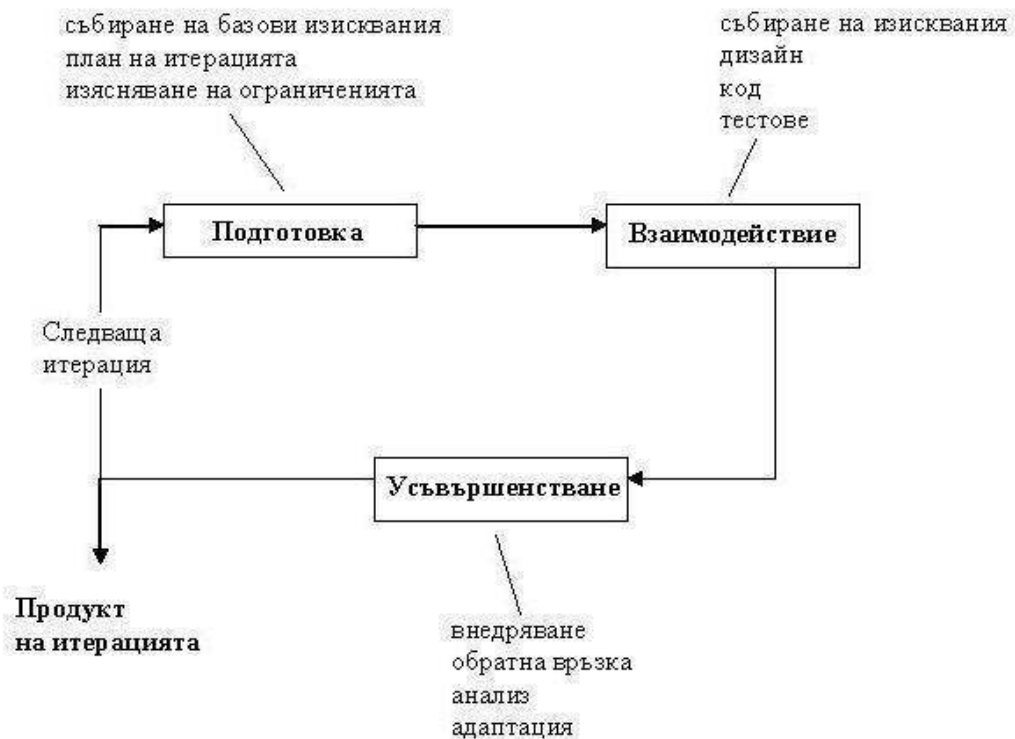 събиране на базови изисквания
план на итерацията
изясняване на ограниченията
събиране на изисквания
дизайн
код
тестове
Подготовка
Взаимодействие
Следваща
итерация
Усъвършенстване
Продукт
на итерацията
внедряване
обратна връзка
анализ
адаптация